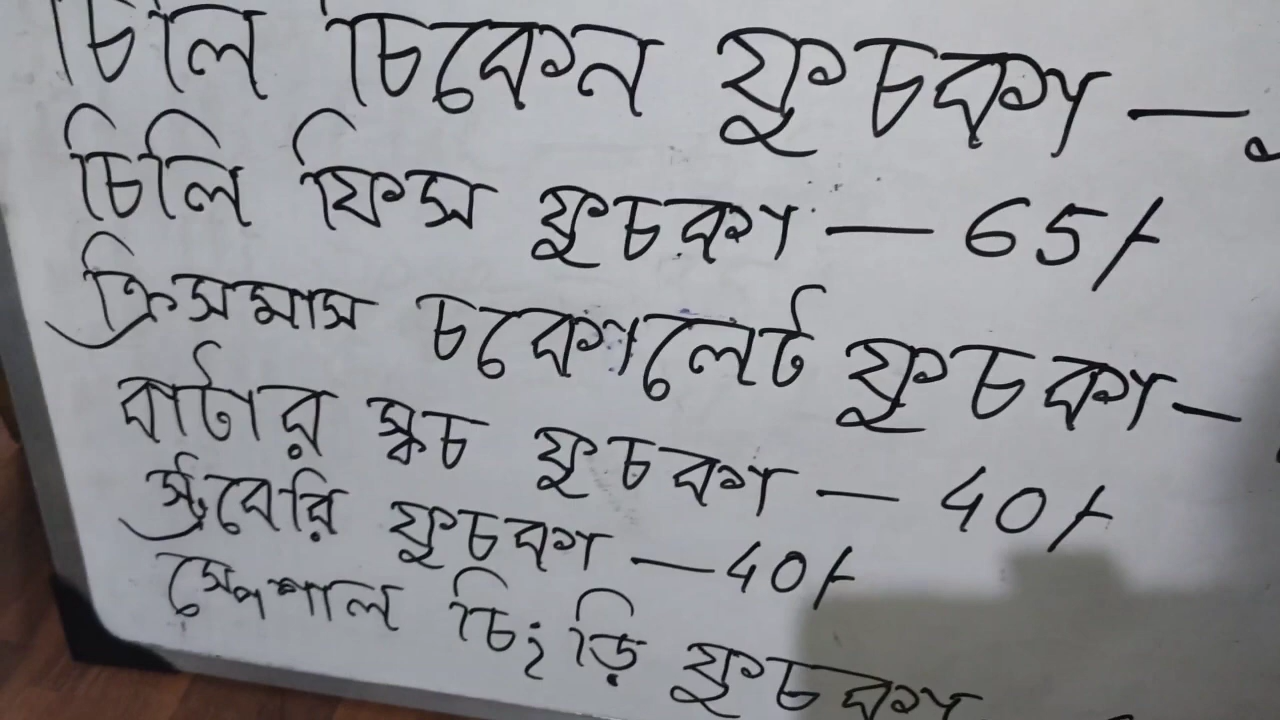 চিলি চিকেন ফুচকা —
চিলি ফিস ফুচকা — 65/-
ক্রিসমাস চকোলেট ফুচকা —
বাটার স্কচ ফুচকা — 40/-
স্ট্রবেরি ফুচকা — 40/-
স্পেশাল চিংড়ি ফুচকা